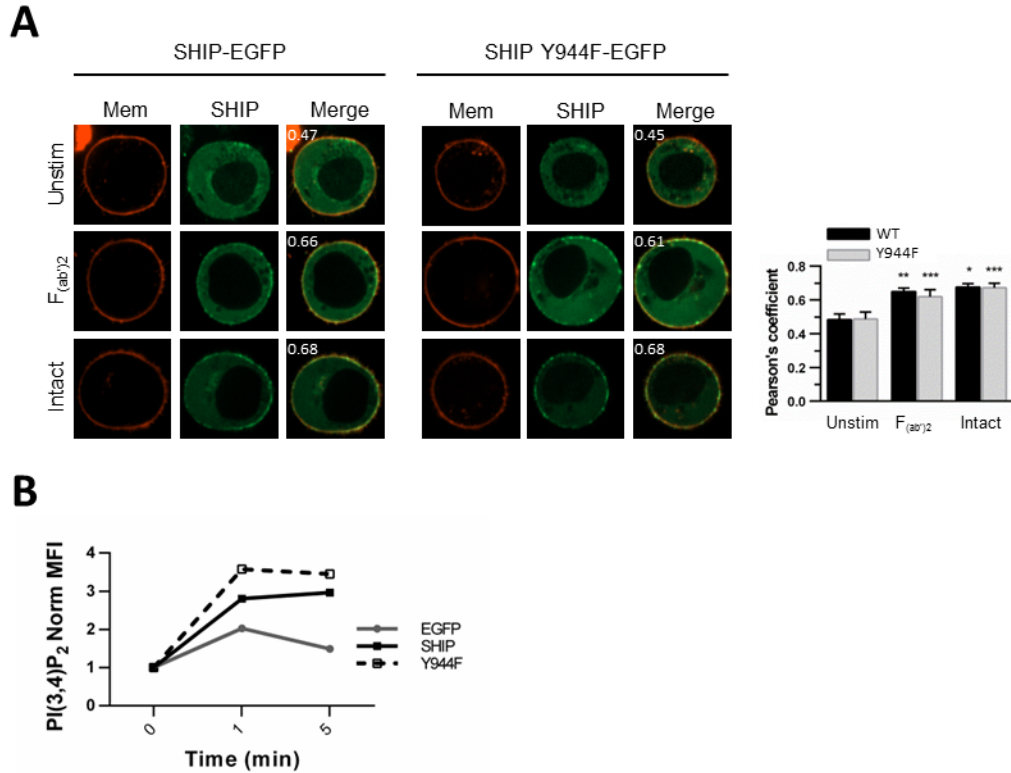 A
SHIP-EGFP
SHIP Y944F-EGFP
Mem SHIP Merge
Mem SHIP Merge
Unstim
0.47
0.45
F(ab')2
0.66
0.61
Intact
0.68
0.68
WT
Y944F
Pearson's coefficient
0.8
0.6
0.4
0.2
0.0
** *** * ***
Unstim F(ab')2 Intact
B
PI(3,4)P2 Norm MFI
4
3
2
1
0
0 1 5
Time (min)
EGFP
SHIP
Y944F